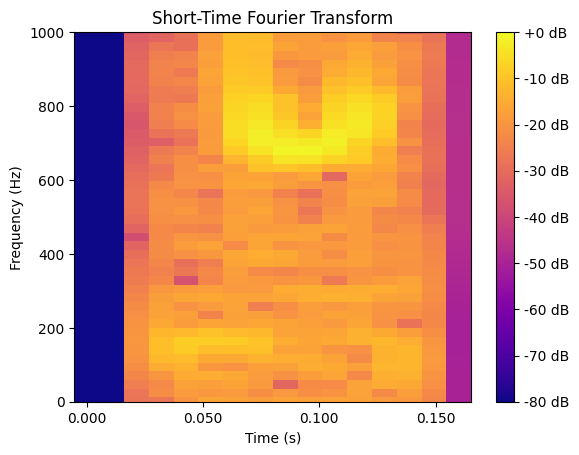 Short-Time Fourier Transform
1000
800
600
400
200
0
Frequency (Hz)
0.000
0.050
0.100
0.150
Time (s)
+0 dB
-10 dB
-20 dB
-30 dB
-40 dB
-50 dB
-60 dB
-70 dB
-80 dB